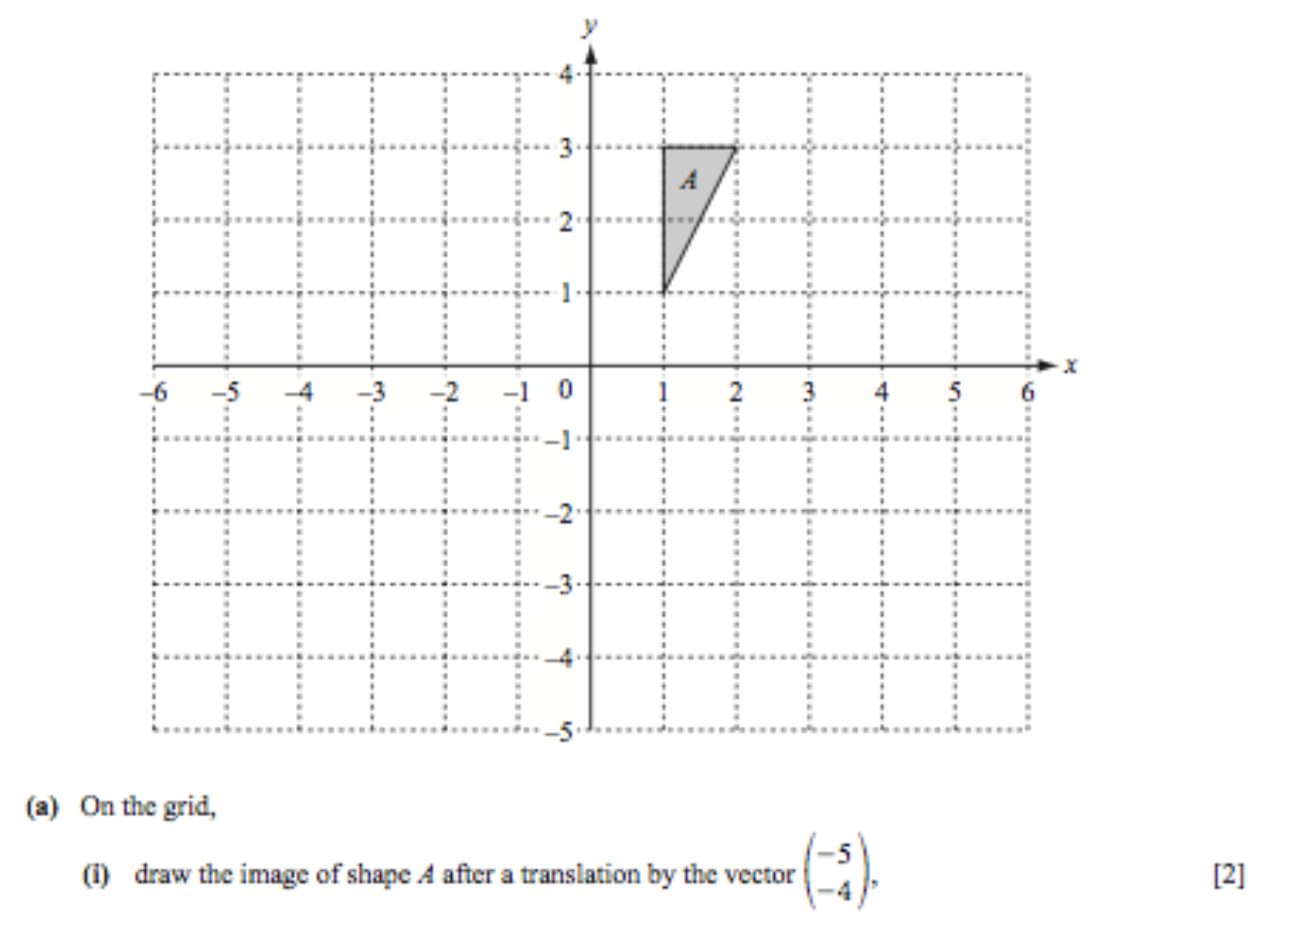 y
4
3
A
2
1
x
–6 –5 –4 –3 –2 –1 0 1 2 3 4 5 6
–1
–2
–3
–4
–5
(a) On the grid,
(i) draw the image of shape A after a translation by the vector (–5 –4), [2]